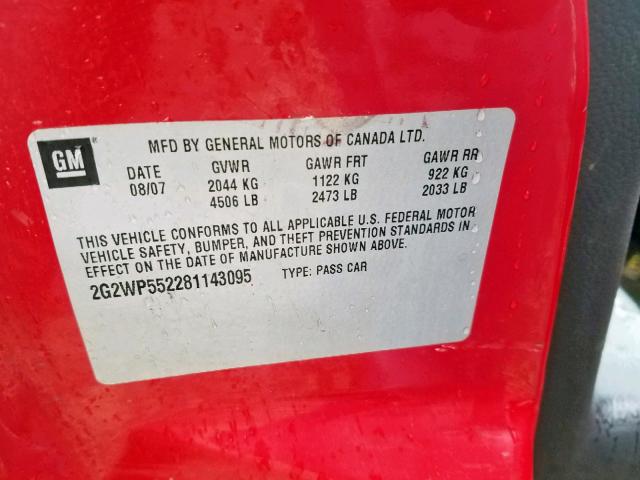 GM
MFD BY GENERAL MOTORS OF CANADA LTD.
DATE GVWR GAWR FRT GAWR RR
08/07 2044 KG 1122 KG 922 KG
4506 LB 2473 LB 2033 LB
THIS VEHICLE CONFORMS TO ALL APPLICABLE U.S. FEDERAL MOTOR
VEHICLE SAFETY, BUMPER, AND THEFT PREVENTION STANDARDS IN
EFFECT ON THE DATE OF MANUFACTURE SHOWN ABOVE.
2G2WP552281143095 TYPE: PASS CAR